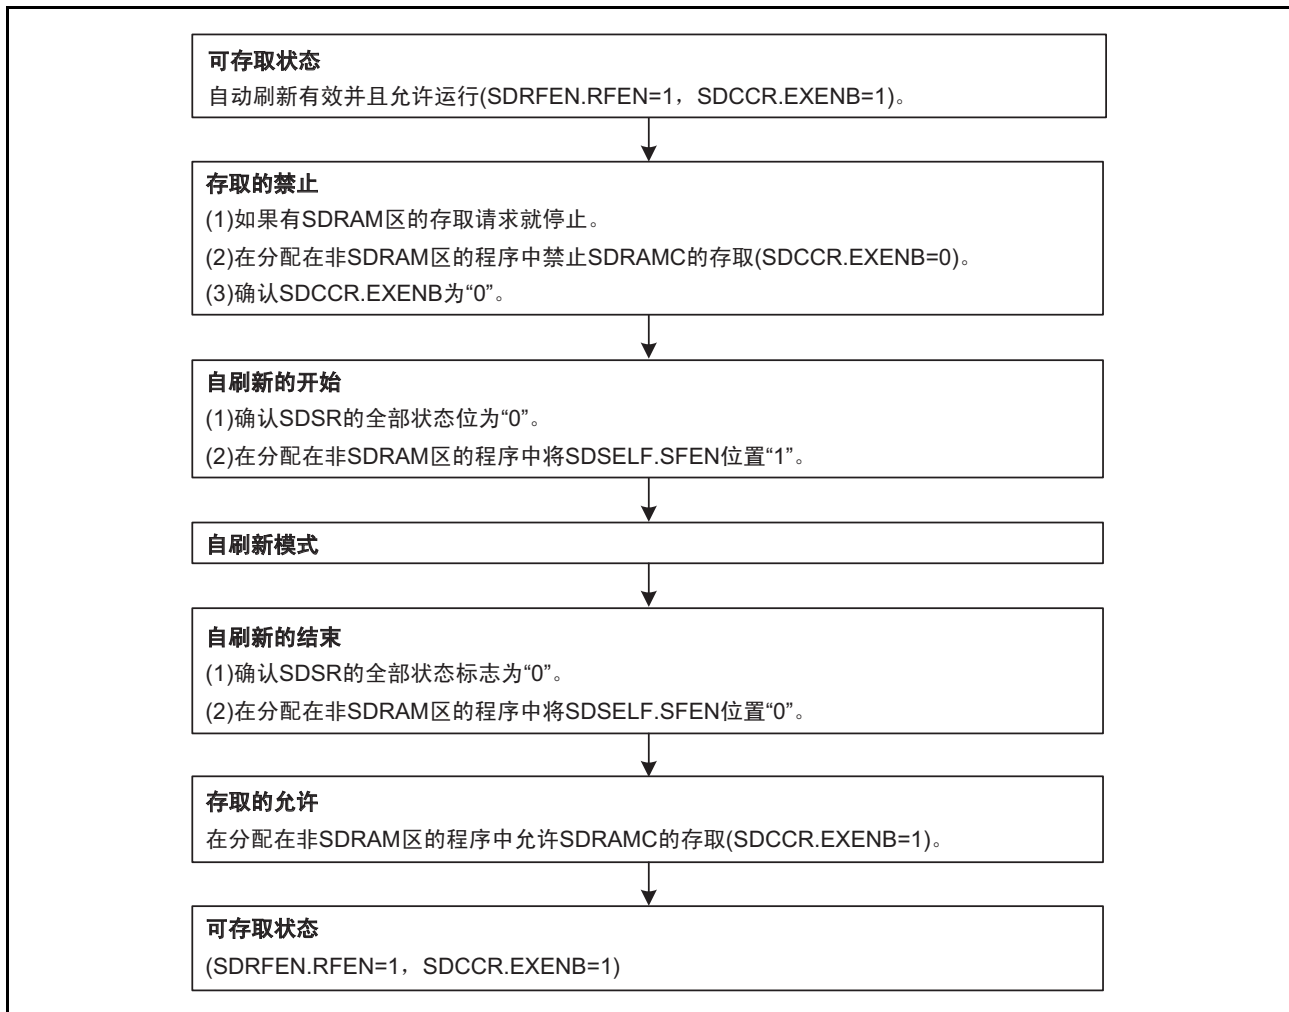 可存取状态
自动刷新有效并且允许运行(SDRFEN.RFEN=1，SDCCR.EXENB=1)。
存取的禁止
(1)如果有SDRAM区的存取请求就停止。
(2)在分配在非SDRAM区的程序中禁止SDRAMC的存取(SDCCR.EXENB=0)。
(3)确认SDCCR.EXENB为“0”。
自刷新的开始
(1)确认SDSR的全部状态位为“0”。
(2)在分配在非SDRAM区的程序中将SDSELF.SFEN位置“1”。
自刷新模式
自刷新的结束
(1)确认SDSR的全部状态标志为“0”。
(2)在分配在非SDRAM区的程序中将SDSELF.SFEN位置“0”。
存取的允许
在分配在非SDRAM区的程序中允许SDRAMC的存取(SDCCR.EXENB=1)。
可存取状态
(SDRFEN.RFEN=1，SDCCR.EXENB=1)